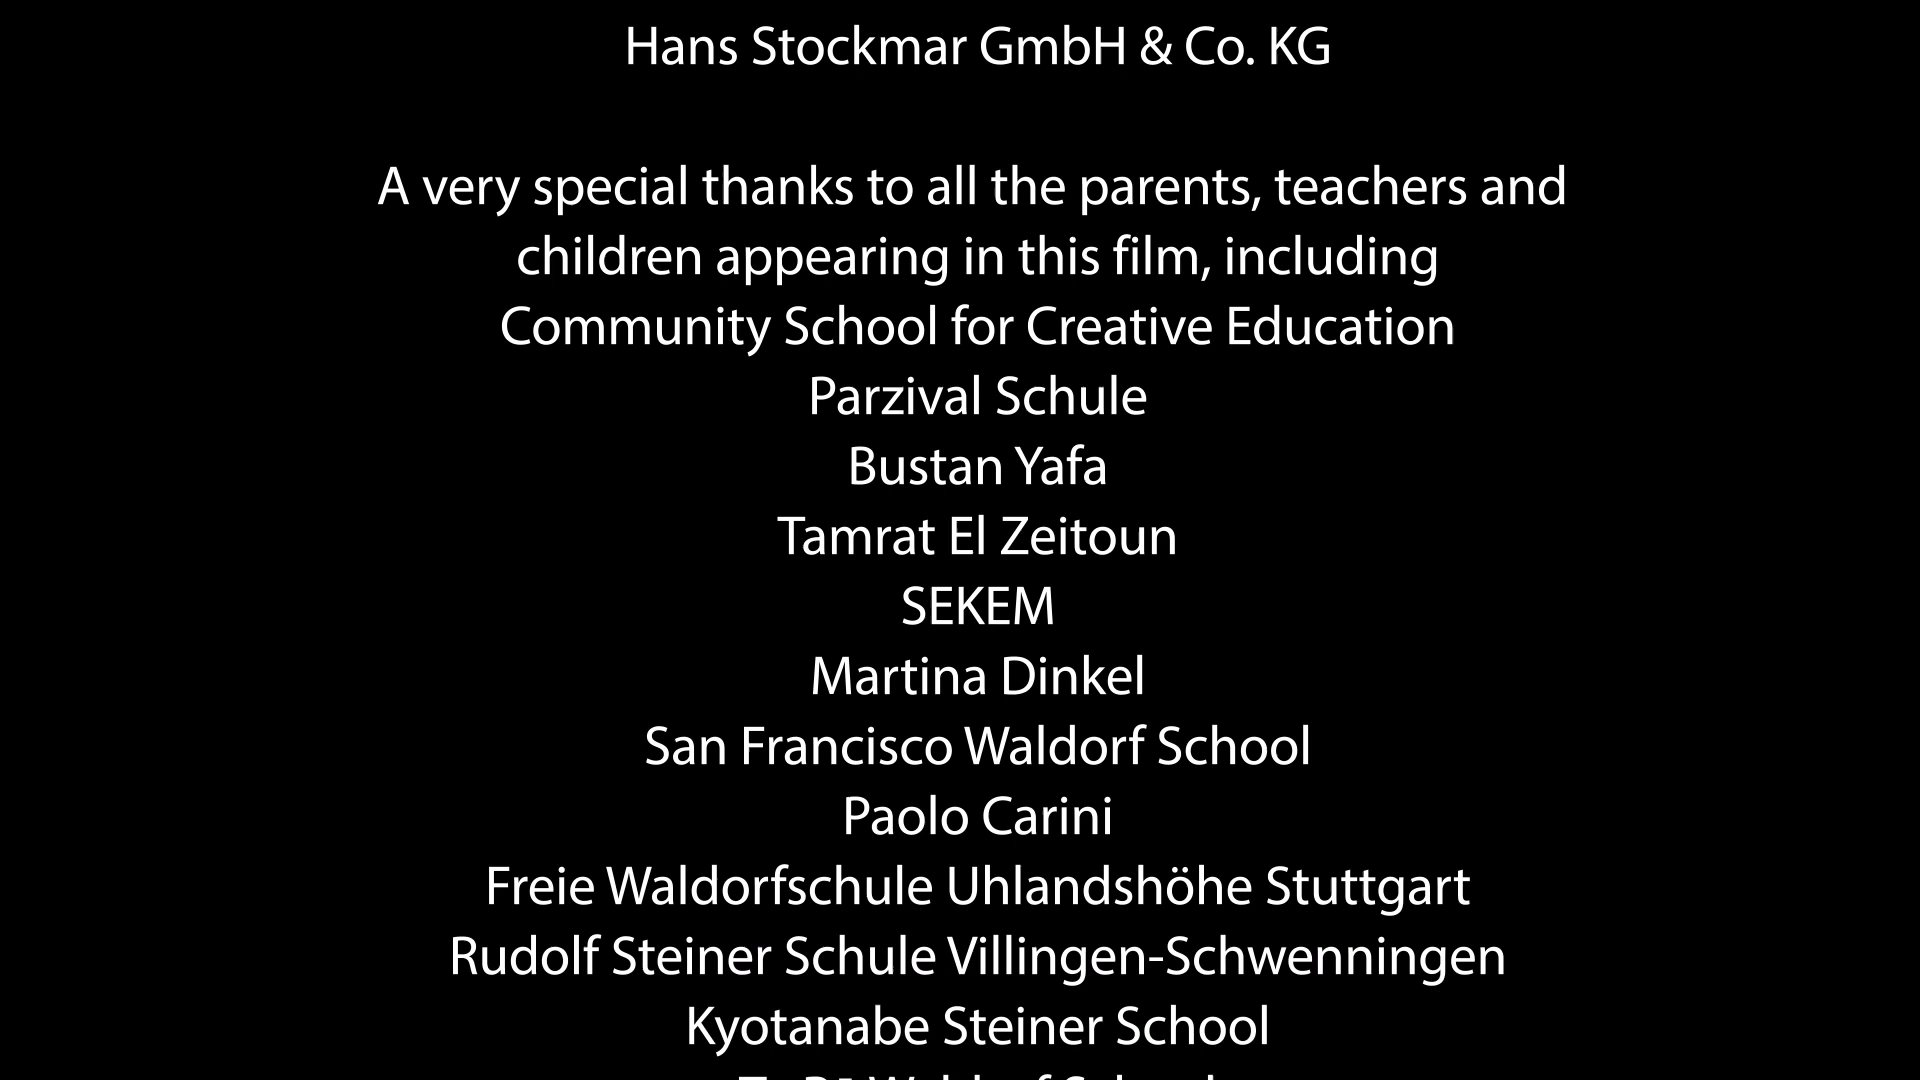 Hans Stockmar GmbH & Co. KG
A very special thanks to all the parents, teachers and
children appearing in this film, including
Community School for Creative Education
Parzival Schule
Bustan Yafa
Tamrat El Zeitoun
SEKEM
Martina Dinkel
San Francisco Waldorf School
Paolo Carini
Freie Waldorfschule Uhlandshöhe Stuttgart
Rudolf Steiner Schule Villingen-Schwenningen
Kyotanabe Steiner School
Waldorf School